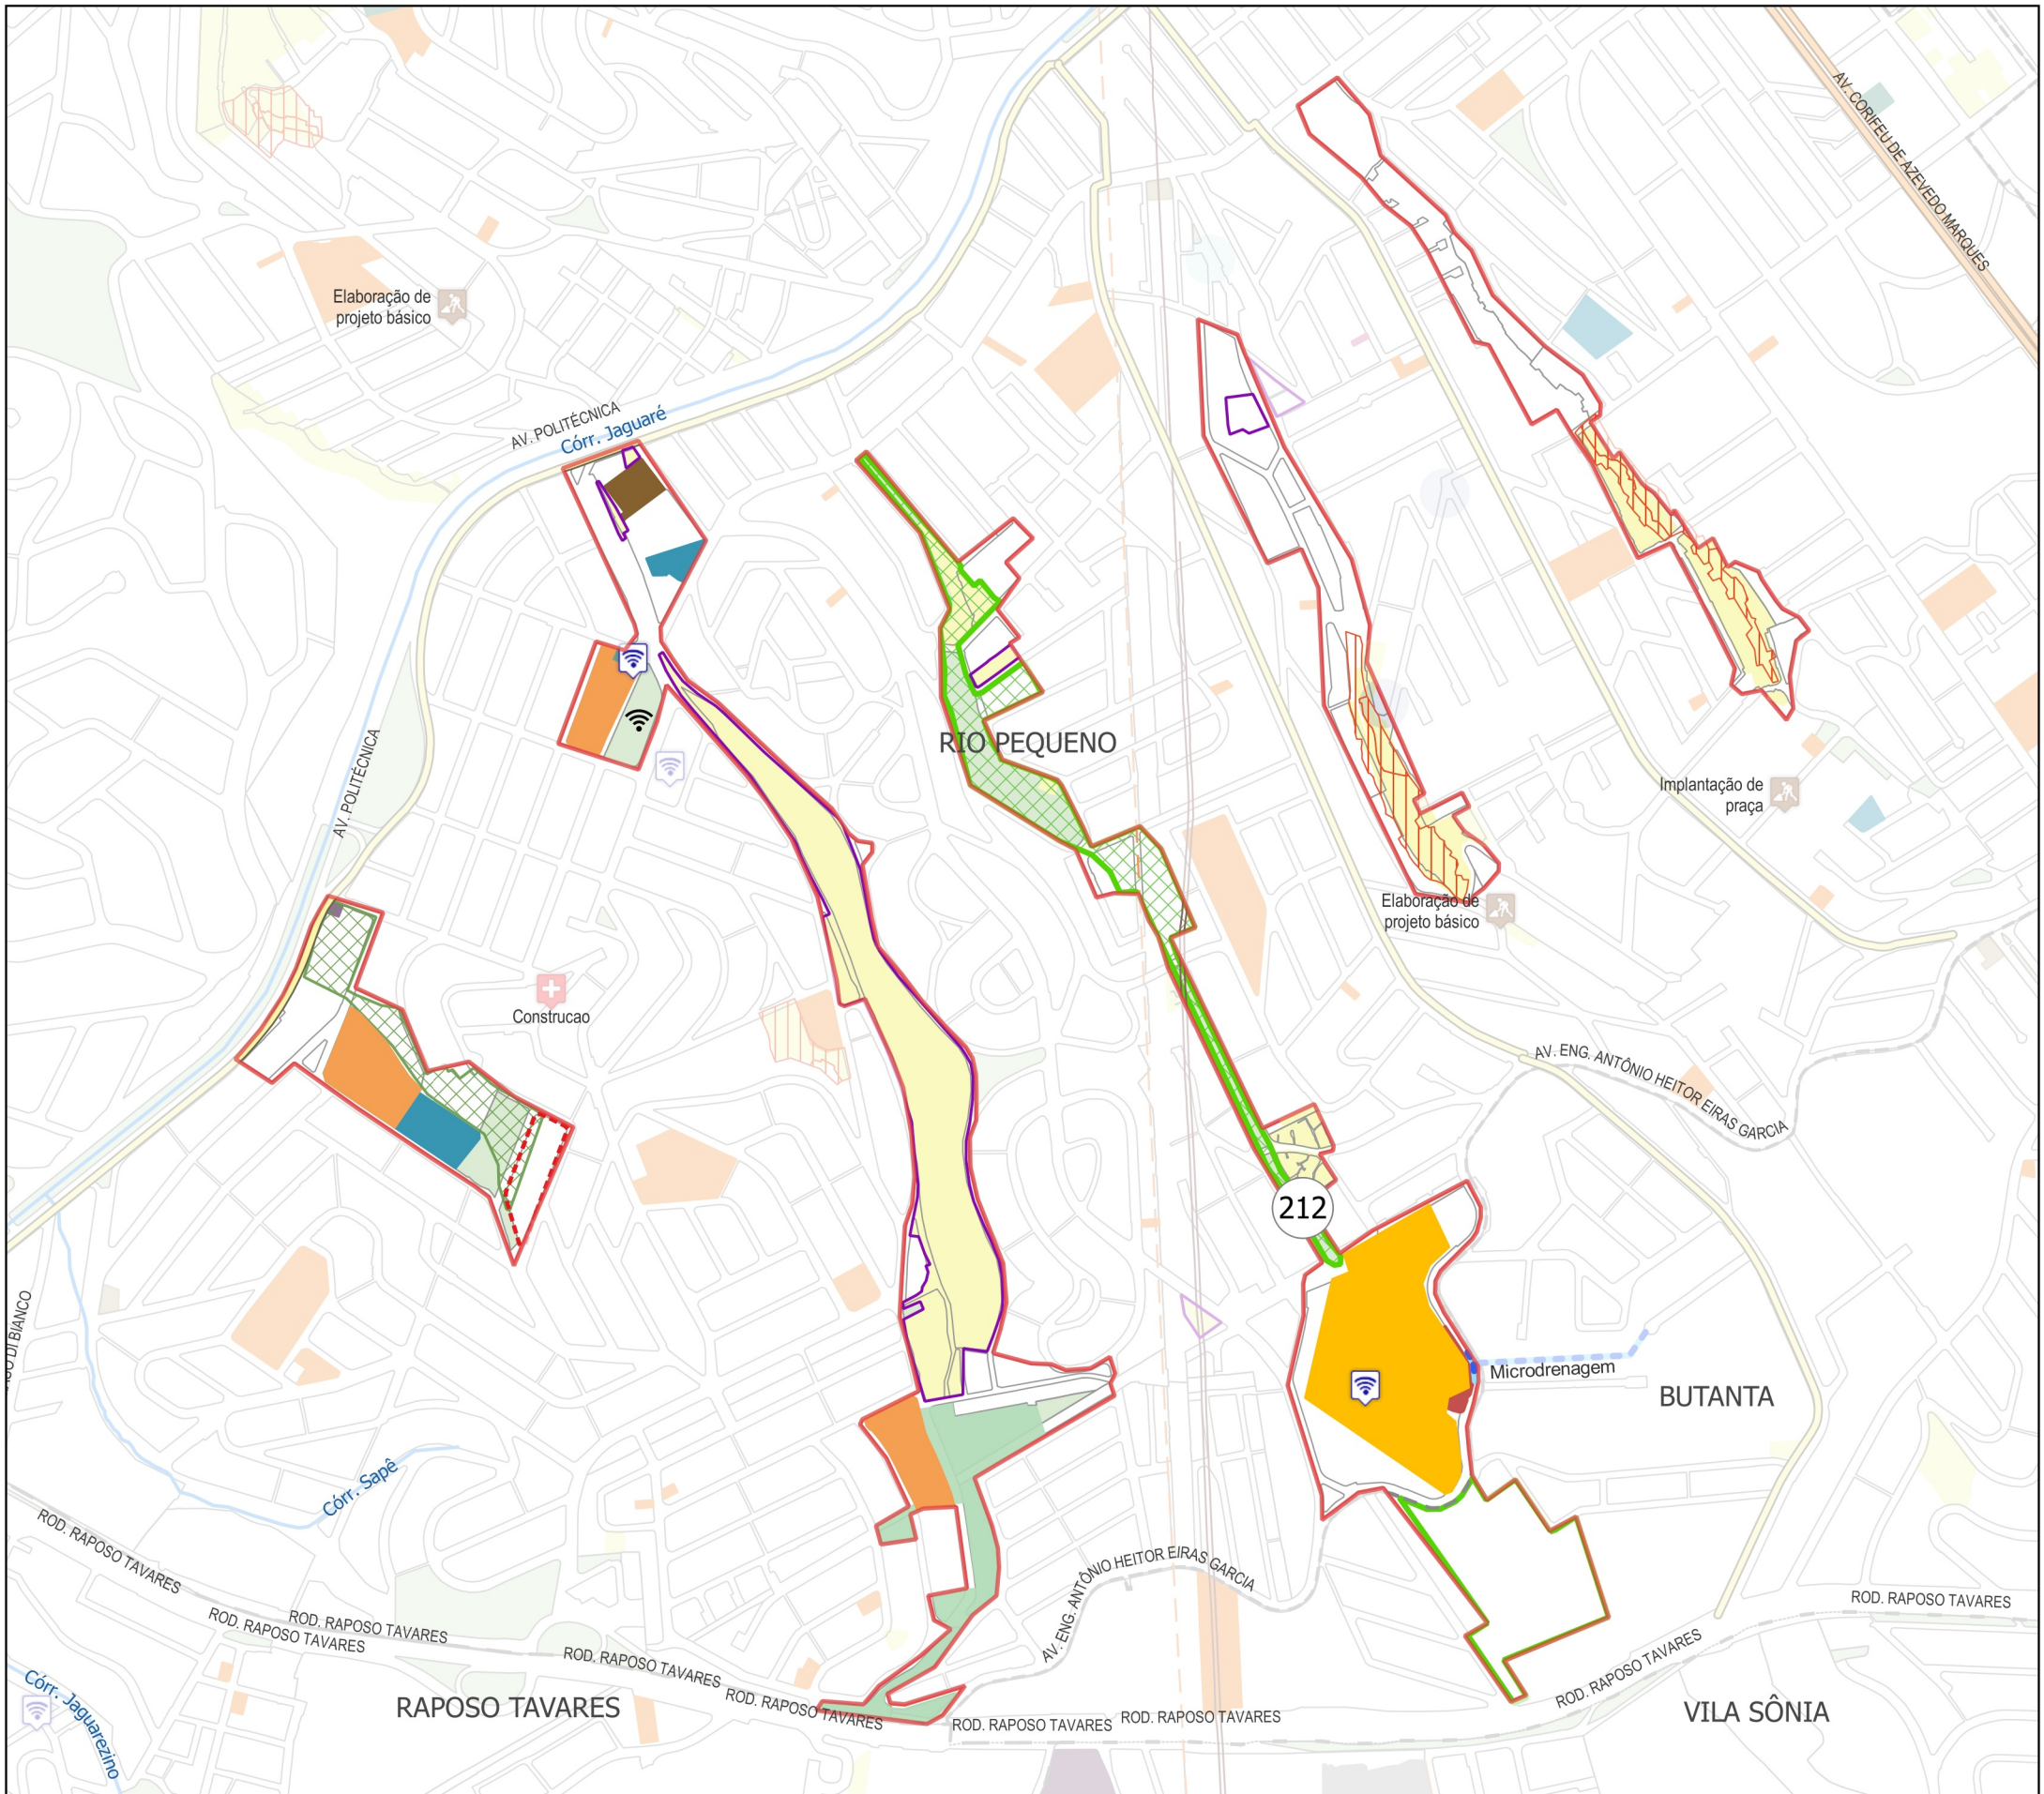 AV. CORIFEU DE AZEVEDO MARQUES
Elaboração de
projeto básico
AV. POLITÉCNICA
Córr. Jaguaré
RIO PEQUENO
AV. POLITÉCNICA
Implantação de
praça
Elaboração de
projeto básico
Construcao
AV. ENG. ANTÔNIO HEITOR EIRAS GARCIA
212
DI BIANCO
Microdrenagem
BUTANTA
Córr. Sapê
ROD. RAPOSO TAVARES
AV. ENG. ANTÔNIO HEITOR EIRAS GARCIA
ROD. RAPOSO TAVARES
ROD. RAPOSO TAVARES
ROD. RAPOSO TAVARES
ROD. RAPOSO TAVARES
ROD. RAPOSO TAVARES
ROD. RAPOSO TAVARES
Córr. Jaguarezino
RAPOSO TAVARES
ROD. RAPOSO TAVARES
ROD. RAPOSO TAVARES
ROD. RAPOSO TAVARES
VILA SÔNIA